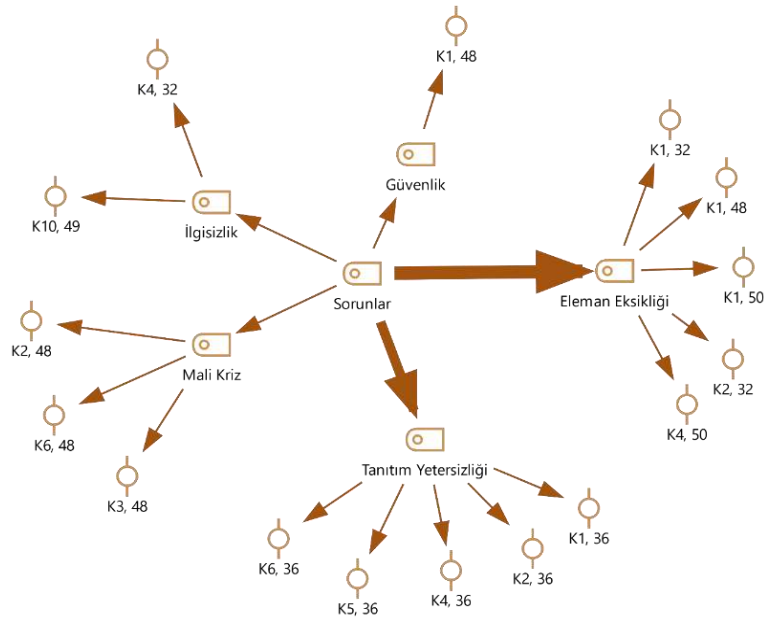 K1, 48
K4, 32
K1, 32
Güvenlik
K1, 48
K10, 49
İlgisizlik
Sorunlar
Eleman Eksikliği
K1, 50
K2, 48
Mali Kriz
K2, 32
K6, 48
K4, 50
K3, 48
Tanıtım Yetersizliği
K6, 36
K5, 36
K4, 36
K2, 36
K1, 36